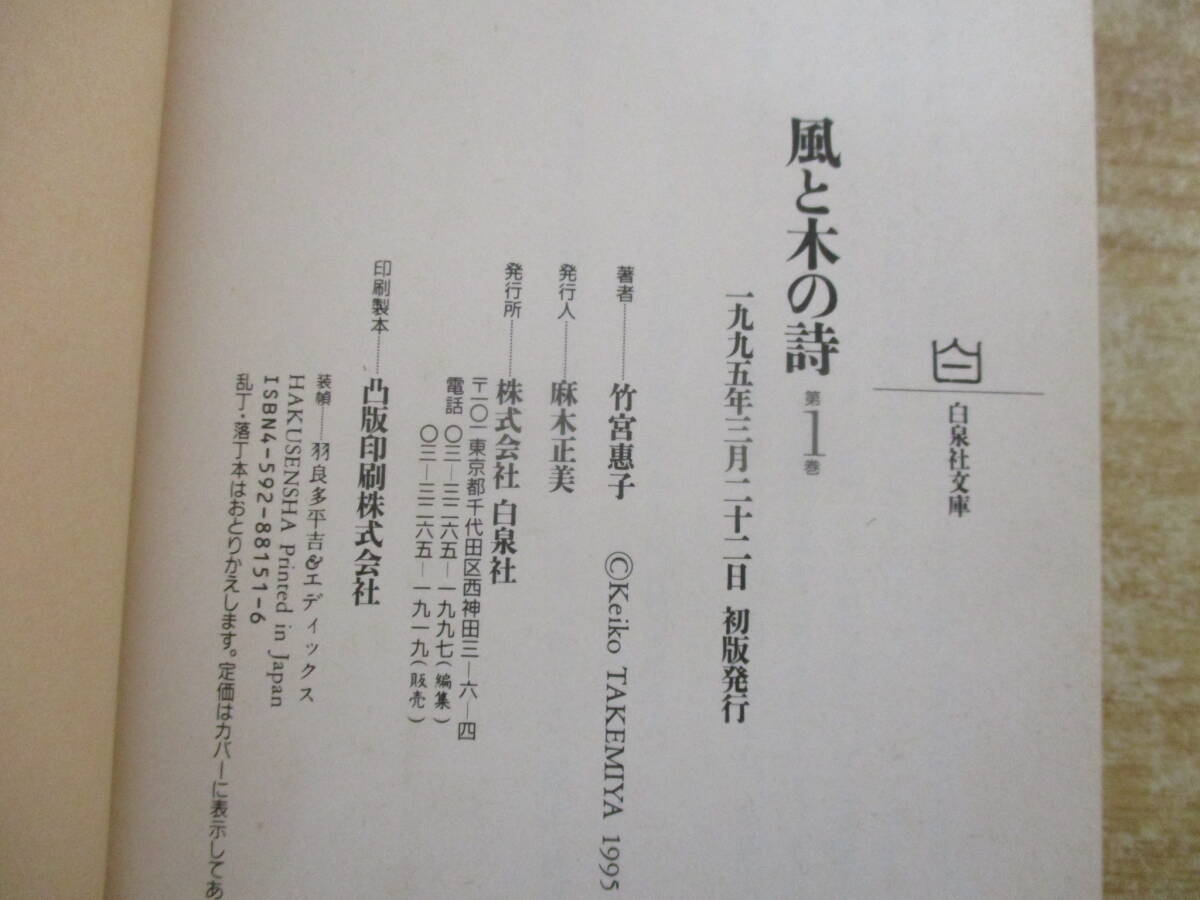 白泉社文庫
風と木の詩 第1巻
一九九五年三月二十二日 初版発行
著者 竹宮惠子 ©Keiko TAKEMIYA 1995
発行人 麻木正美
発行所 株式会社 白泉社
〒一〇一 東京都千代田区西神田三―六―四
電話 〇三―三二六五―一九九七(編集)
〇三―三二六五―一九一九(販売)
印刷製本 凸版印刷株式会社
装幀 羽良多平吉&エディックス
HAKUSENSHA Printed in Japan
ISBN4-592-88151-6
乱丁・落丁本はおとりかえします。定価はカバーに表示してあ